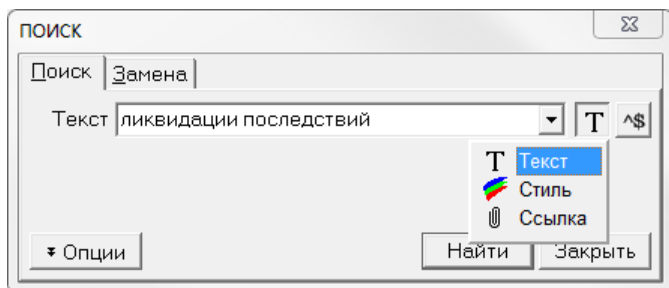 ПОИСК
Поиск Замена
Текст ликвидации последствий T ^$
T Текст
Стиль
Ссылка
Опции Найти Закрыть